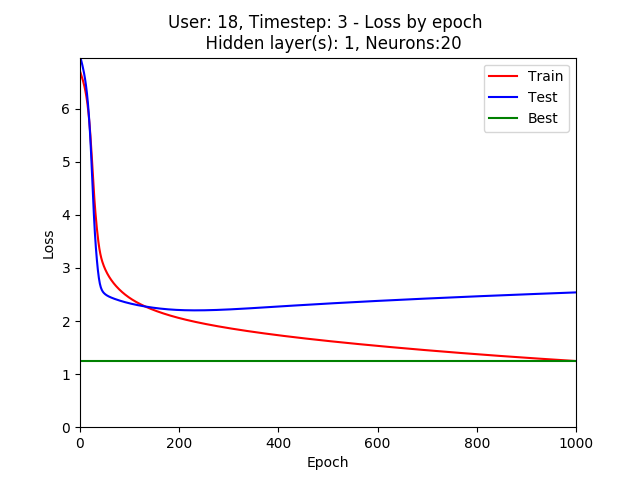 User: 18, Timestep: 3 - Loss by epoch
Hidden layer(s): 1, Neurons:20
Train
Test
Best
Loss
6
5
4
3
2
1
0
0 200 400 600 800 1000
Epoch